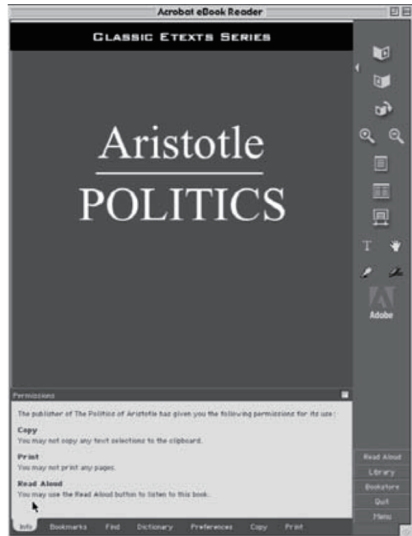 Acrobat eBook Reader
CLASSIC ETEXTS SERIES
Aristotle
POLITICS
T
Adobe
Permissions
The publisher of The Politics of Aristotle has given you the following permissions for its use:
Copy
You may not copy any text selections to the clipboard.
Print
You may not print any pages.
Read Aloud
You may use the Read Aloud button to listen to this book.
Info Bookmarks Find Dictionary Preferences Copy Print
Read Aloud
Library
Bookstore
Quit
Menu